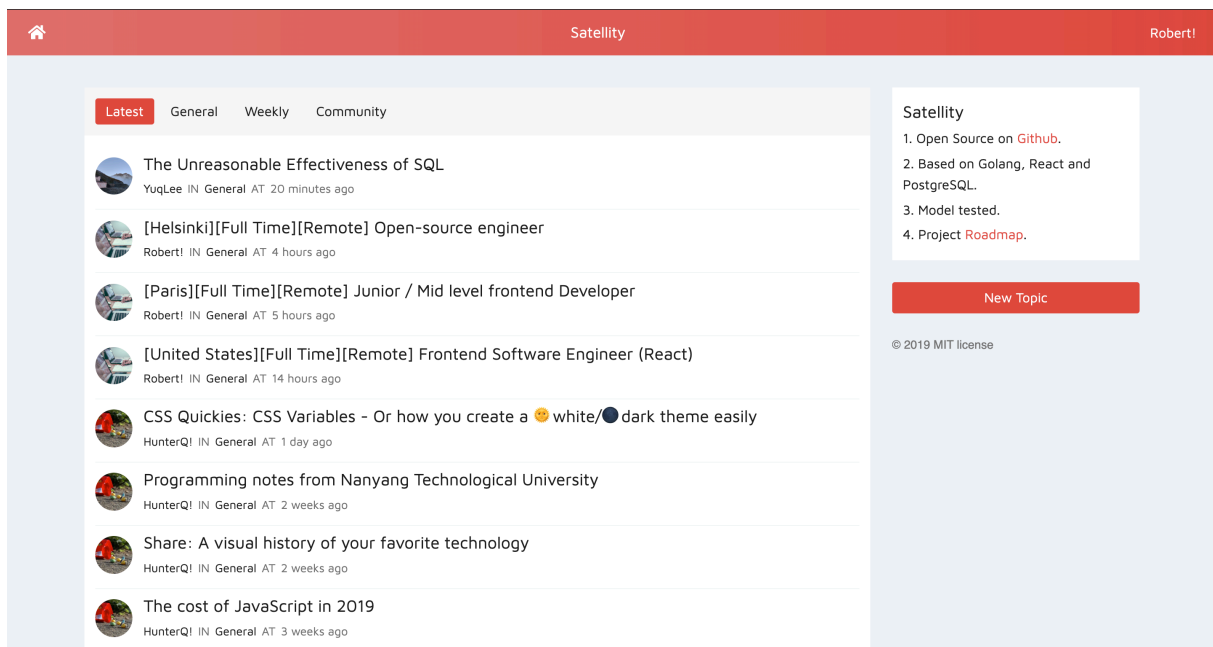 Satellity
Robert!
Latest General Weekly Community
The Unreasonable Effectiveness of SQL
YuqLee IN General AT 20 minutes ago
[Helsinki][Full Time][Remote] Open-source engineer
Robert! IN General AT 4 hours ago
[Paris][Full Time][Remote] Junior / Mid level frontend Developer
Robert! IN General AT 5 hours ago
[United States][Full Time][Remote] Frontend Software Engineer (React)
Robert! IN General AT 14 hours ago
CSS Quickies: CSS Variables - Or how you create a 🌞white/🌑dark theme easily
HunterQ! IN General AT 1 day ago
Programming notes from Nanyang Technological University
HunterQ! IN General AT 2 weeks ago
Share: A visual history of your favorite technology
HunterQ! IN General AT 2 weeks ago
The cost of JavaScript in 2019
HunterQ! IN General AT 3 weeks ago
Satellity
1. Open Source on Github.
2. Based on Golang, React and
PostgreSQL.
3. Model tested.
4. Project Roadmap.
New Topic
© 2019 MIT license